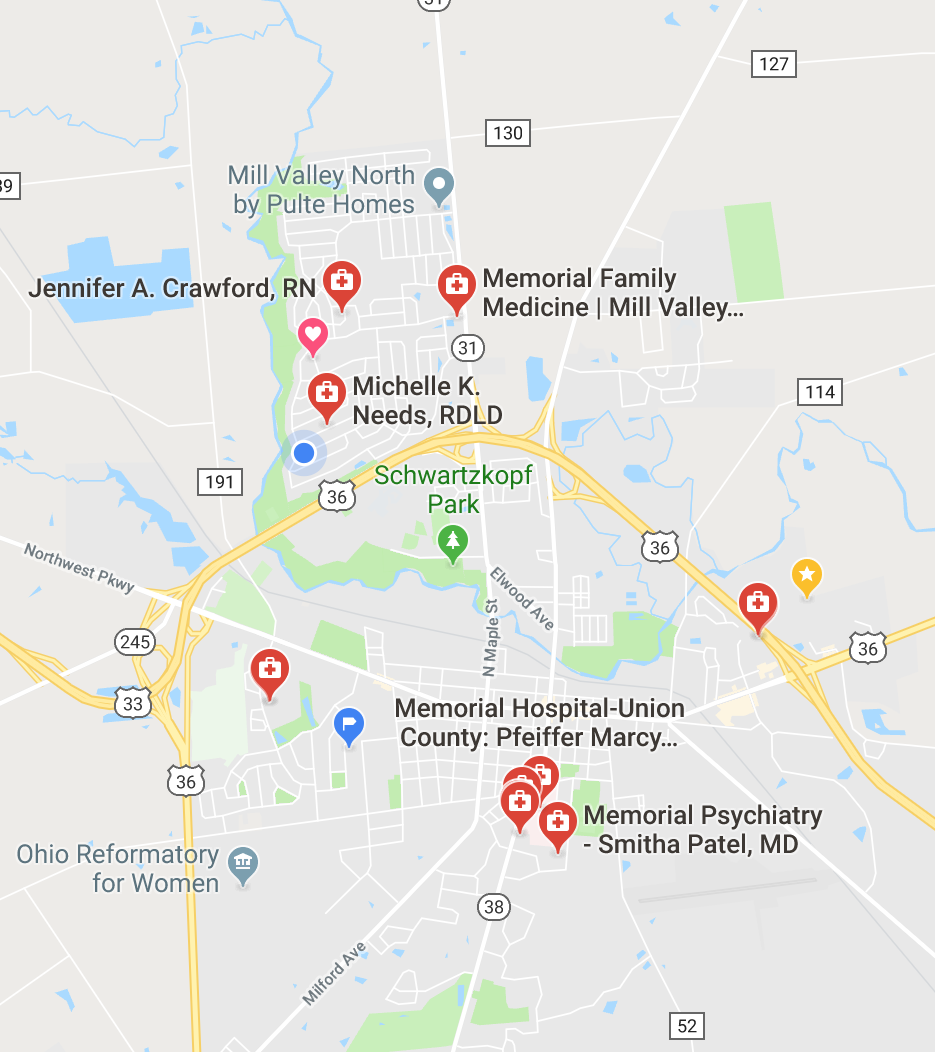 31
127
130
39
Mill Valley North
by Pulte Homes
Jennifer A. Crawford, RN
Memorial Family
Medicine | Mill Valley...
31
Michelle K.
Needs, RDLD
114
191
36
Schwartzkopf
Park
36
Northwest Pkwy
Elwood Ave
N Maple St
245
36
33
Memorial Hospital-Union
County: Pfeiffer Marcy...
36
Memorial Psychiatry
- Smitha Patel, MD
Ohio Reformatory
for Women
38
Milford Ave
52